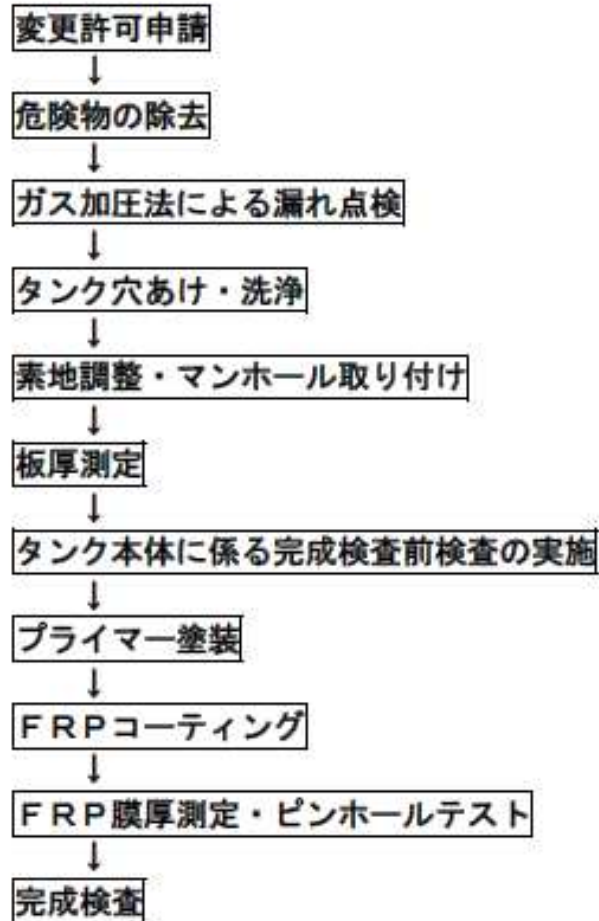 変更許可申請
↓
危険物の除去
↓
ガス加圧法による漏れ点検
↓
タンク穴あけ・洗浄
↓
素地調整・マンホール取り付け
↓
板厚測定
↓
タンク本体に係る完成検査前検査の実施
↓
プライマー塗装
↓
ＦＲＰコーティング
↓
ＦＲＰ膜厚測定・ピンホールテスト
↓
完成検査